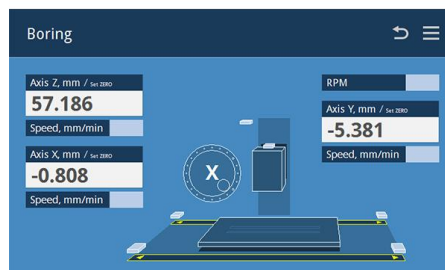 Boring
Axis Z, mm / Set ZERO
57.186
Speed, mm/min
Axis X, mm / Set ZERO
-0.808
Speed, mm/min
X
RPM
Axis Y, mm / Set ZERO
-5.381
Speed, mm/min